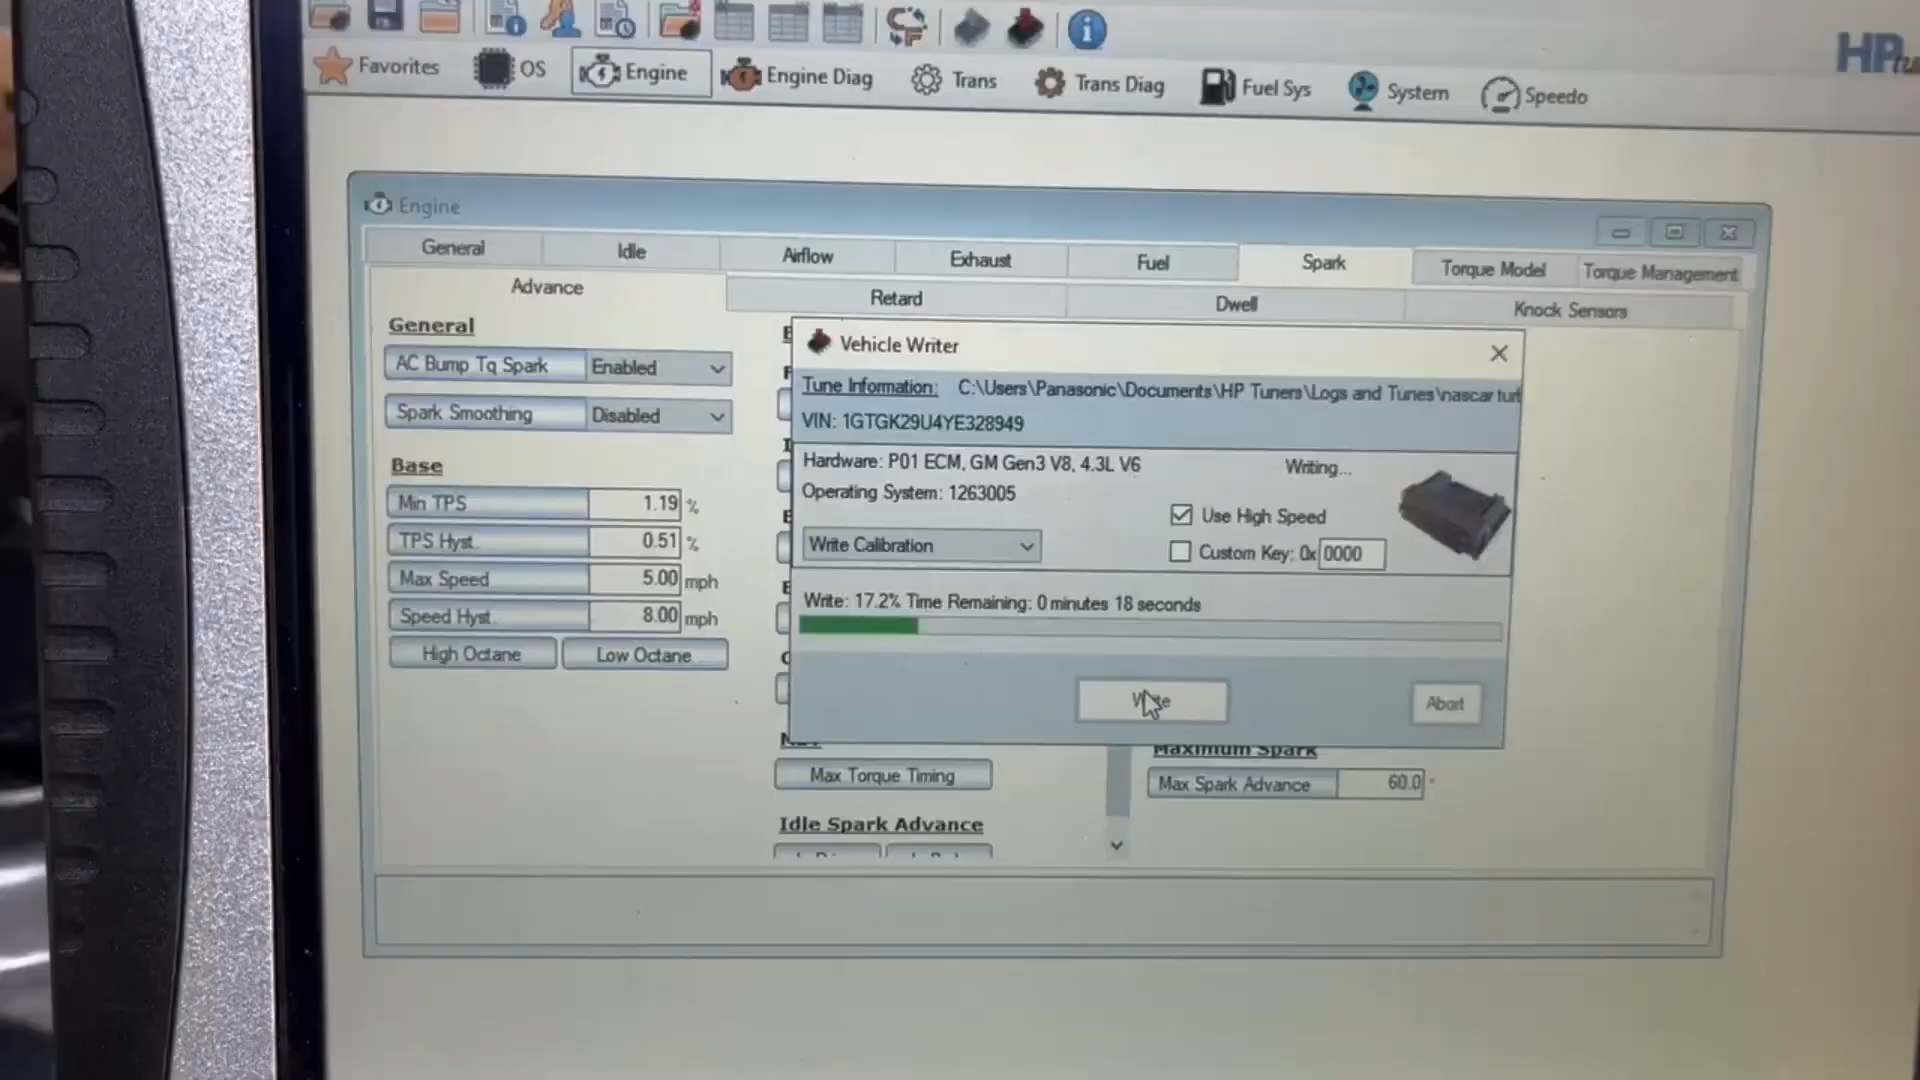 HP tu
Favorites
OS
Engine
Engine Diag
Trans
Trans Diag
Fuel Sys
System
Speedo
Engine
General
Idle
Airflow
Exhaust
Fuel
Spark
Torque Model
Torque Management
Advance
Retard
Dwell
Knock Sensors
General
AC Bump Tq Spark Enabled
Spark Smoothing Disabled
Base
Min TPS 1.19 %
TPS Hyst. 0.51 %
Max Speed 5.00 mph
Speed Hyst. 8.00 mph
High Octane Low Octane
Vehicle Writer
Tune Information: C:\Users\Panasonic\Documents\HP Tuners\Logs and Tunes\nascar turt
VIN: 1GTGK29U4YE328949
Hardware: P01 ECM, GM Gen3 V8, 4.3L V6
Writing...
Operating System: 1263005
Use High Speed
Write Calibration
Custom Key: 0x 0000
Write: 17.2% Time Remaining: 0 minutes 18 seconds
Write
Abort
Max Torque Timing
Idle Spark Advance
Maximum Spark
Max Spark Advance 60.0 °